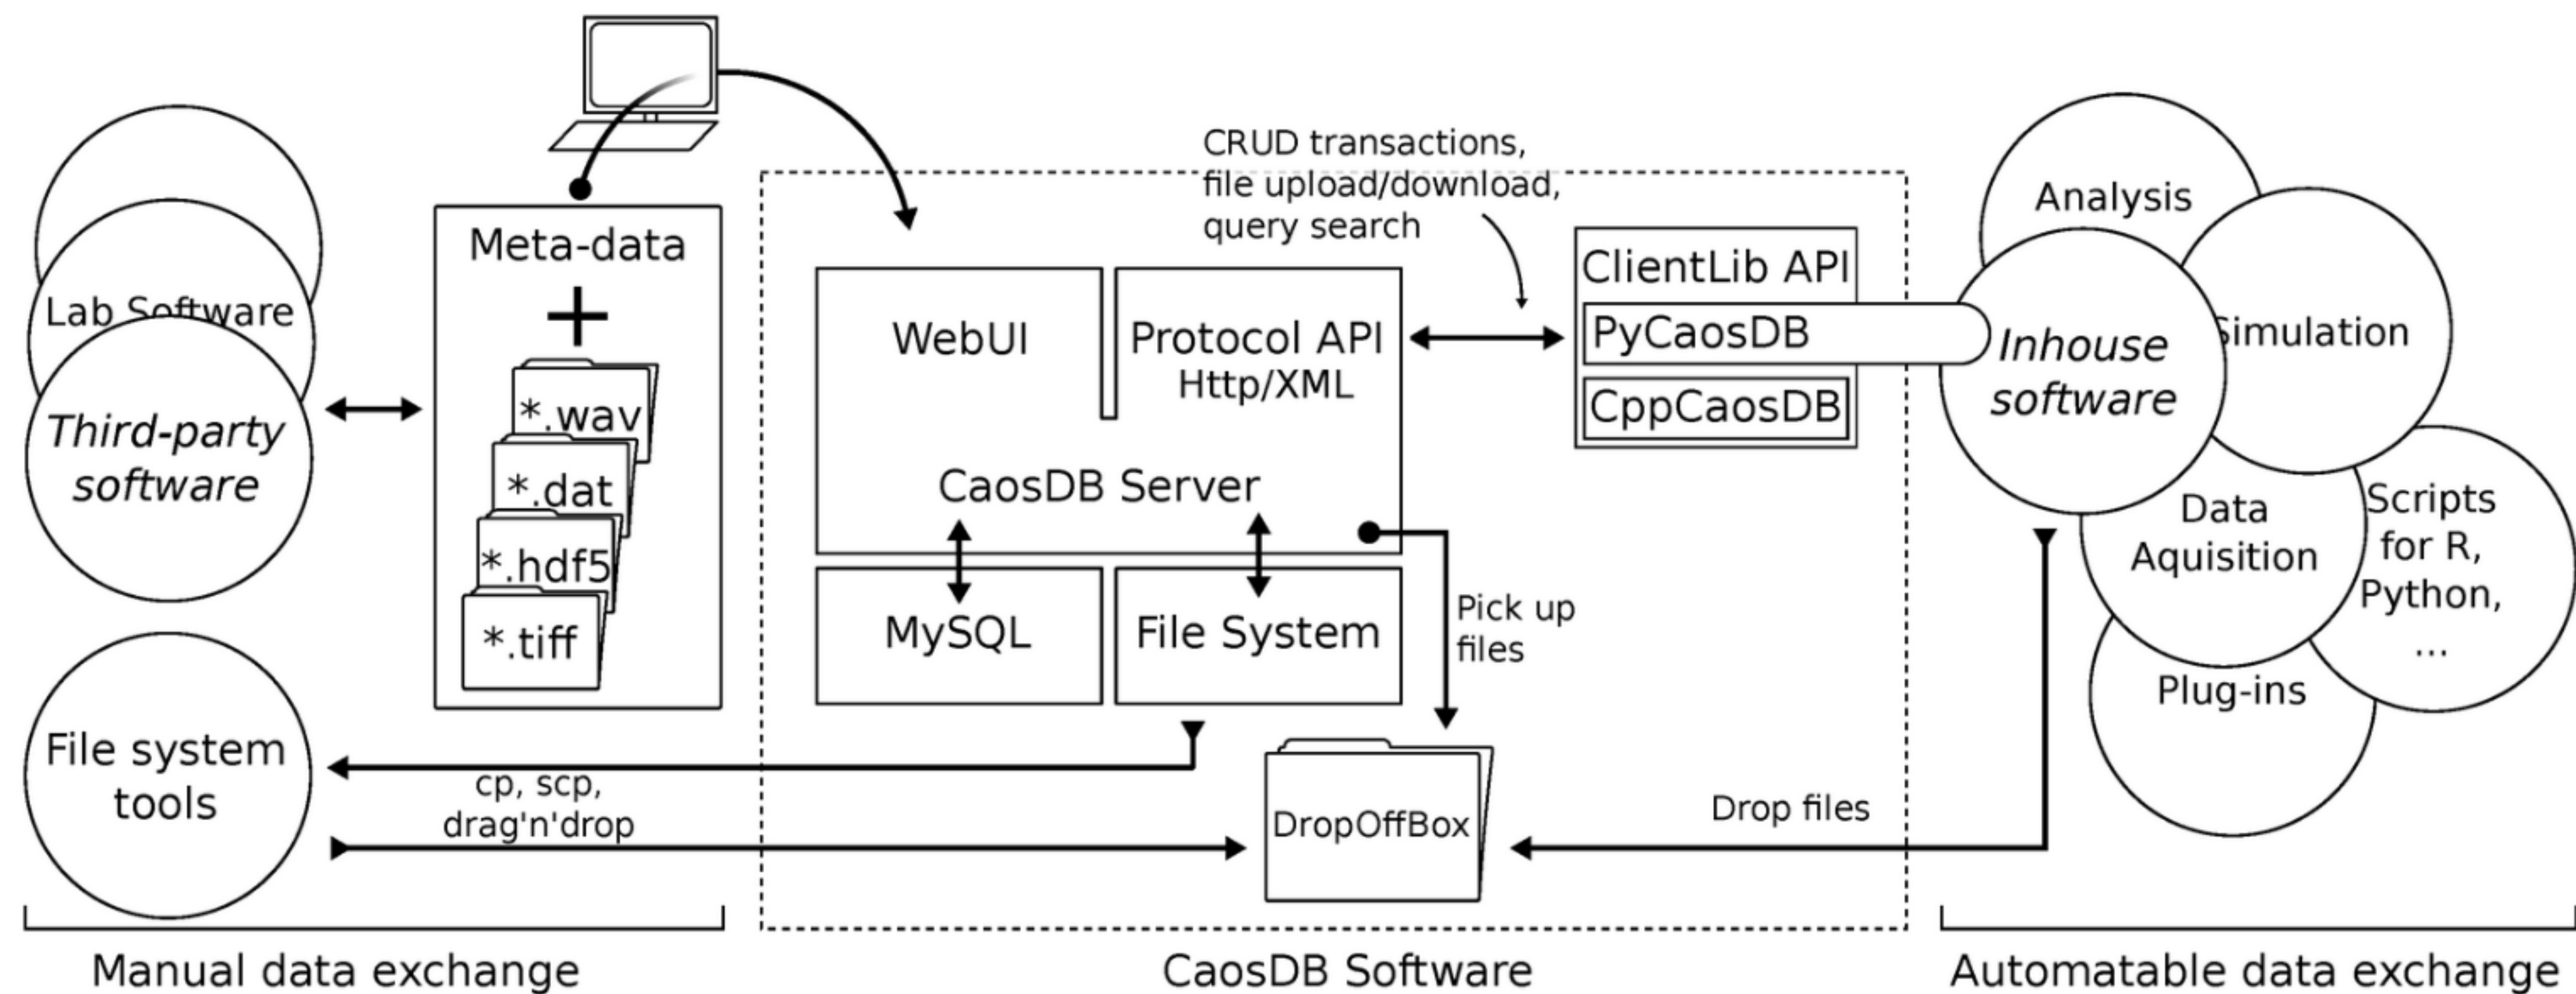 CRUD transactions,
file upload/download,
query search
Lab Software
Third-party
software
File system
tools
Meta-data
+
*.wav
*.dat
*.hdf5
*.tiff
cp, scp,
drag'n'drop
WebUI
Protocol API
Http/XML
CaosDB Server
MySQL
File System
Pick up
files
DropOffBox
Drop files
ClientLib API
PyCaosDB
CppCaosDB
Analysis
Inhouse
software
Simulation
Data
Aquisition
Scripts
for R,
Python,
...
Plug-ins
Manual data exchange
CaosDB Software
Automatable data exchange